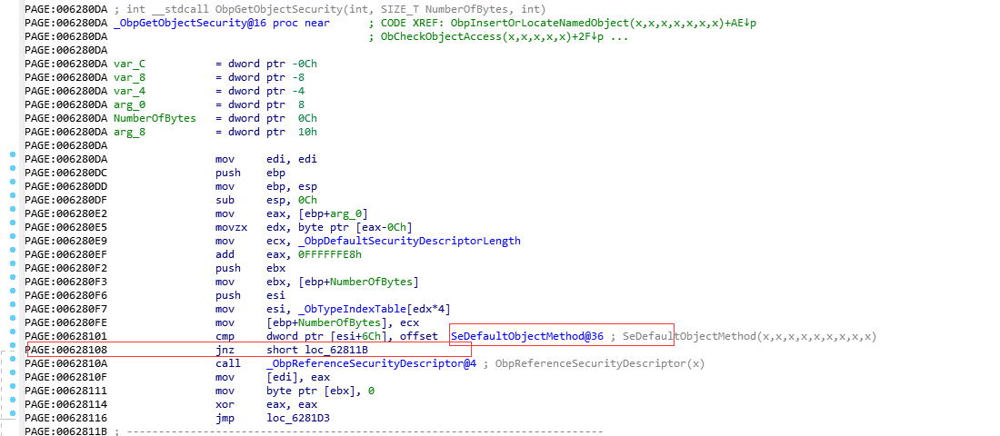 PAGE:006280DA ; int __stdcall ObpGetObjectSecurity(int, SIZE_T NumberOfBytes, int)
PAGE:006280DA _ObpGetObjectSecurity@16 proc near ; CODE XREF: ObpInsertOrLocateNamedObject(x,x,x,x,x,x,x)+AE↓p
PAGE:006280DA ; ObCheckObjectAccess(x,x,x,x,x)+2F↓p ...
PAGE:006280DA
PAGE:006280DA var_C = dword ptr -0Ch
PAGE:006280DA var_8 = dword ptr -8
PAGE:006280DA var_4 = dword ptr -4
PAGE:006280DA arg_0 = dword ptr 8
PAGE:006280DA NumberOfBytes = dword ptr 0Ch
PAGE:006280DA arg_8 = dword ptr 10h
PAGE:006280DA
PAGE:006280DA mov edi, edi
PAGE:006280DC push ebp
PAGE:006280DD mov ebp, esp
PAGE:006280DF sub esp, 0Ch
PAGE:006280E2 mov eax, [ebp+arg_0]
PAGE:006280E5 movzx edx, byte ptr [eax-0Ch]
PAGE:006280E9 mov ecx, _ObpDefaultSecurityDescriptorLength
PAGE:006280EF add eax, 0FFFFFFE8h
PAGE:006280F2 push ebx
PAGE:006280F3 mov ebx, [ebp+NumberOfBytes]
PAGE:006280F6 push esi
PAGE:006280F7 mov esi, _ObTypeIndexTable[edx*4]
PAGE:006280FE mov [ebp+NumberOfBytes], ecx
PAGE:00628101 cmp dword ptr [esi+6Ch], offset _SeDefaultObjectMethod@36 ; SeDefaultObjectMethod(x,x,x,x,x,x,x,x,x)
PAGE:00628108 jnz short loc_62811B
PAGE:0062810A call _ObpReferenceSecurityDescriptor@4 ; ObpReferenceSecurityDescriptor(x)
PAGE:0062810F mov [edi], eax
PAGE:00628111 mov byte ptr [ebx], 0
PAGE:00628114 xor eax, eax
PAGE:00628116 jmp loc_6281D3
PAGE:0062811B ; ---------------------------------------------------------------------------